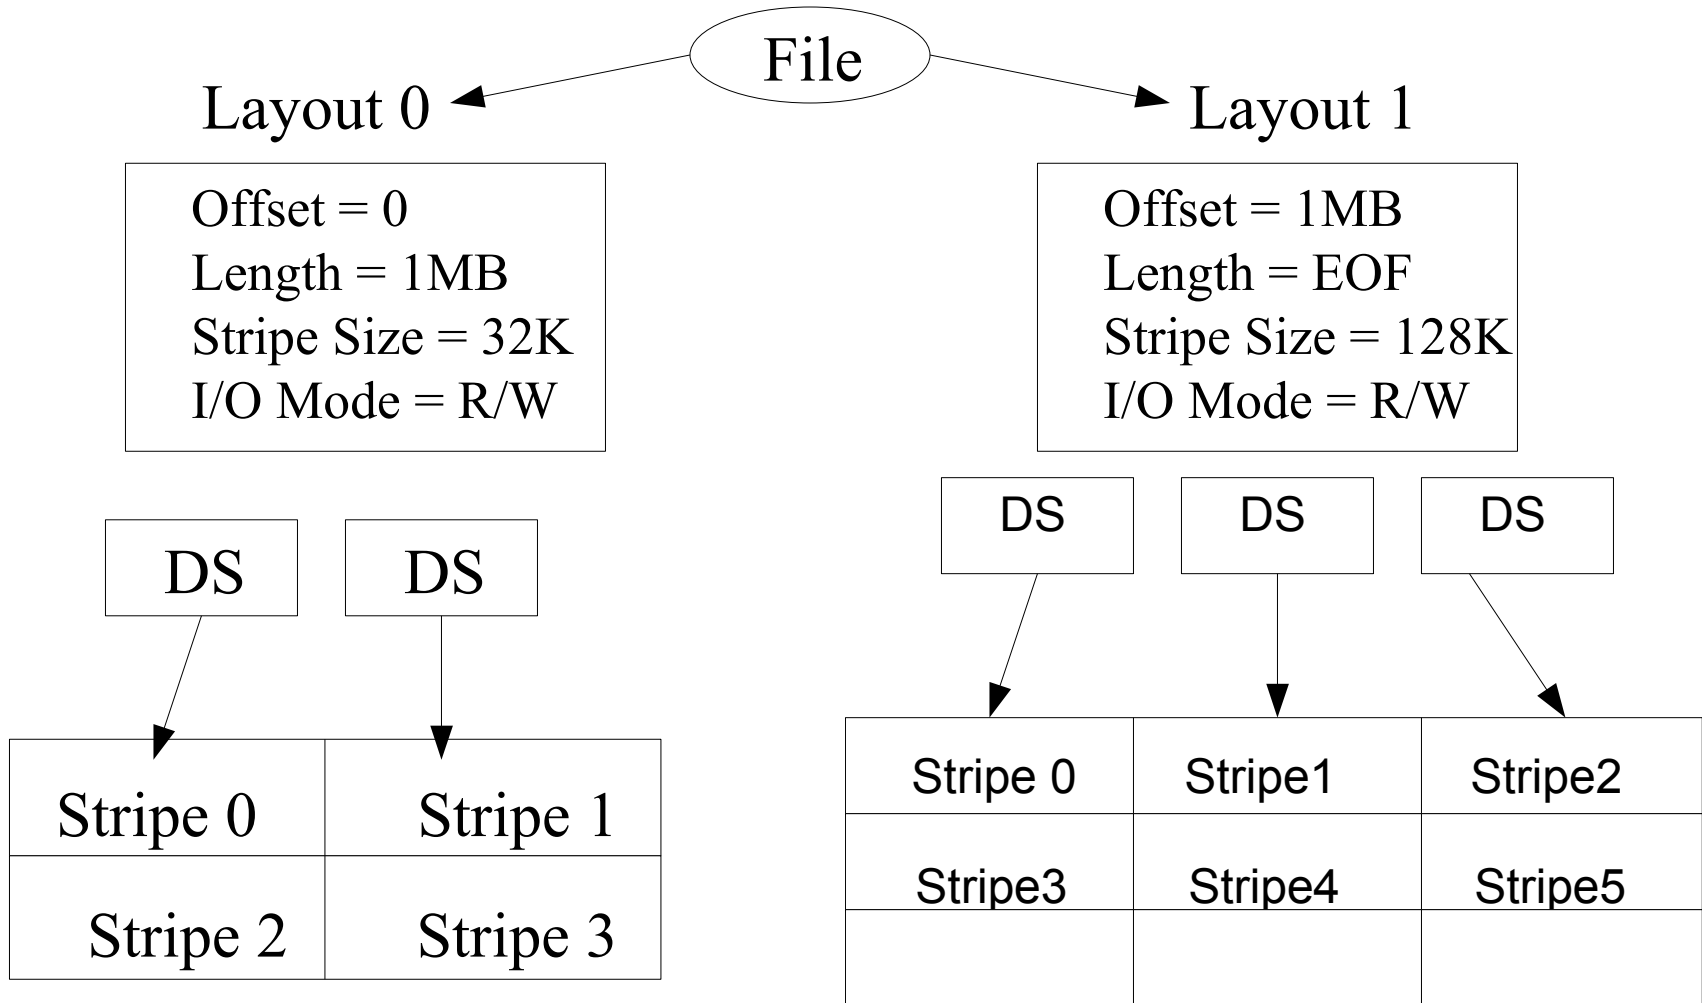 File
Layout 0
Layout 1
Offset = 0
Length = 1MB
Stripe Size = 32K
I/O Mode = R/W
Offset = 1MB
Length = EOF
Stripe Size = 128K
I/O Mode = R/W
DS
DS
DS
DS
DS
Stripe 0
Stripe 1
Stripe 2
Stripe 3
Stripe 0
Stripe1
Stripe2
Stripe3
Stripe4
Stripe5